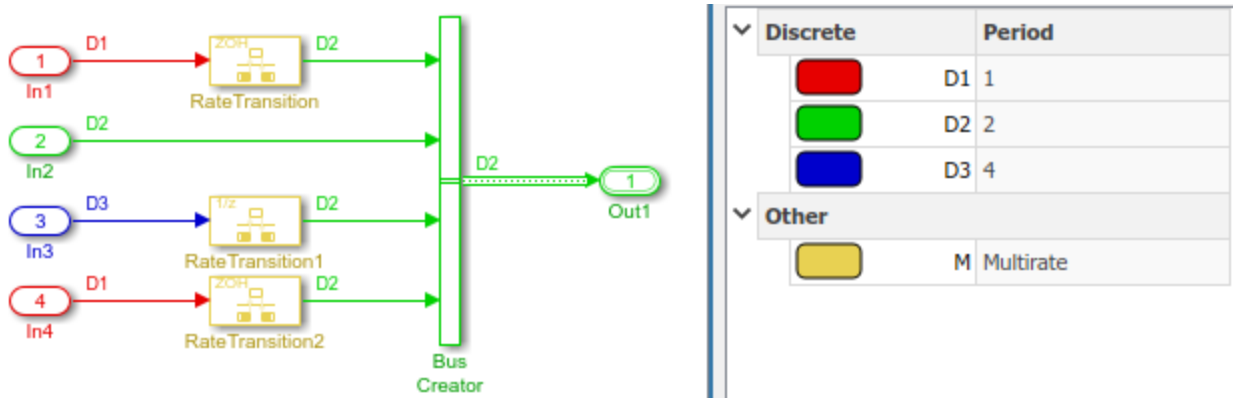 D1
ZOH
D2
1
In1
RateTransition
D2
2
In2
D2
1
Out1
D3
1/z
D2
3
In3
RateTransition1
D1
ZOH
D2
4
In4
RateTransition2
Bus
Creator
Discrete Period
D1 1
D2 2
D3 4
Other
M Multirate